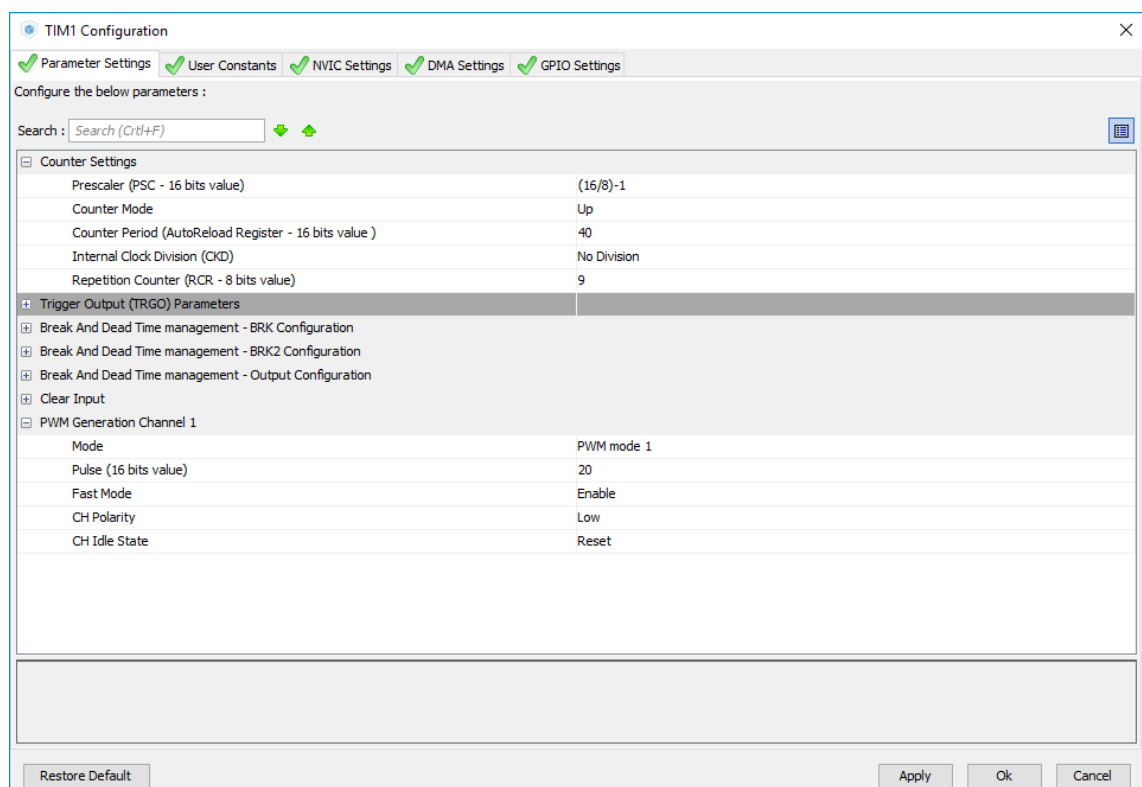 TIM1 Configuration
Parameter Settings User Constants NVIC Settings DMA Settings GPIO Settings
Configure the below parameters :
Search : Search (Crtl+F)
Counter Settings
Prescaler (PSC - 16 bits value) (16/8)-1
Counter Mode Up
Counter Period (AutoReload Register - 16 bits value ) 40
Internal Clock Division (CKD) No Division
Repetition Counter (RCR - 8 bits value) 9
Trigger Output (TRGO) Parameters
Break And Dead Time management - BRK Configuration
Break And Dead Time management - BRK2 Configuration
Break And Dead Time management - Output Configuration
Clear Input
PWM Generation Channel 1
Mode PWM mode 1
Pulse (16 bits value) 20
Fast Mode Enable
CH Polarity Low
CH Idle State Reset
Restore Default Apply Ok Cancel